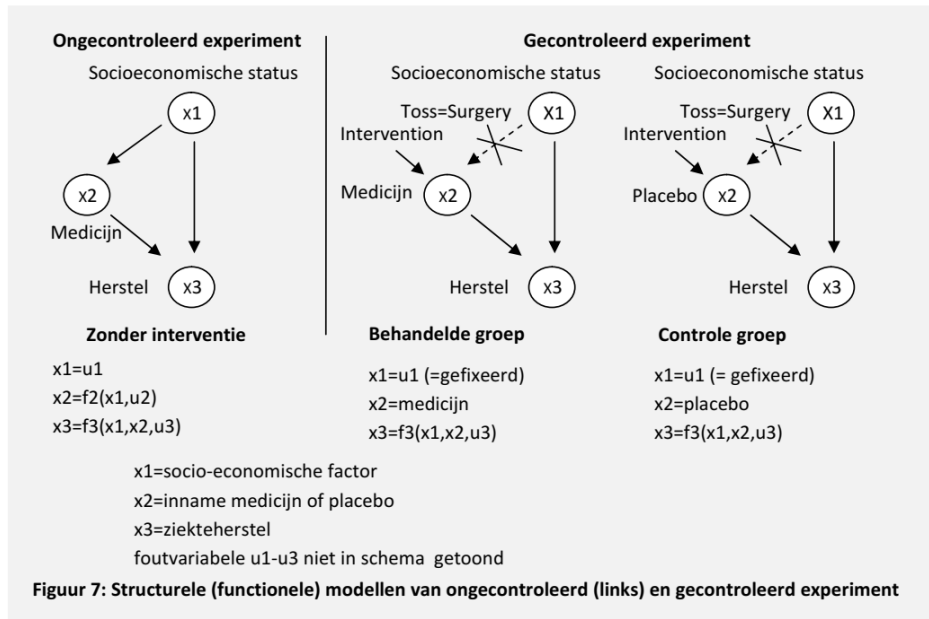 Ongecontroleerd experiment
Socioeconomische status
x1
x2
Medicijn
Herstel
x3
Zonder interventie
x1=u1
x2=f2(x1,u2)
x3=f3(x1,x2,u3)
Gecontroleerd experiment
Socioeconomische status
Toss=Surgery
X1
Intervention
Medicijn
x2
Herstel
x3
Behandelde groep
x1=u1 (=gefixeerd)
x2=medicijn
x3=f3(x1,x2,u3)
Socioeconomische status
Toss=Surgery
X1
Intervention
Placebo
x2
Herstel
x3
Controle groep
x1=u1 (= gefixeerd)
x2=placebo
x3=f3(x1,x2,u3)
x1=socio-economische factor
x2=inname medicijn of placebo
x3=ziekteherstel
foutvariabele u1-u3 niet in schema getoond
Figuur 7: Structurele (functionele) modellen van ongecontroleerd (links) en gecontroleerd experiment